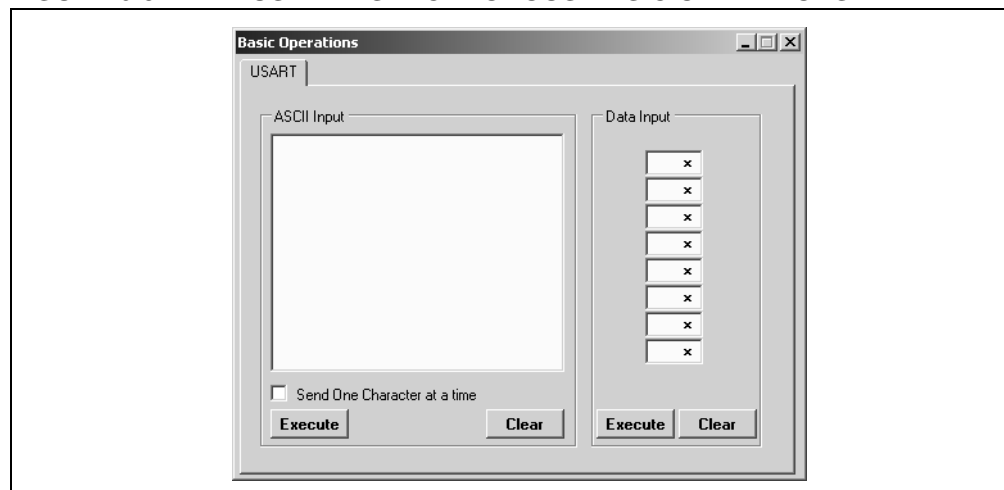 Basic Operations
USART
ASCII Input
Data Input
x
x
x
x
x
x
x
x
Send One Character at a time
Execute
Clear
Execute
Clear